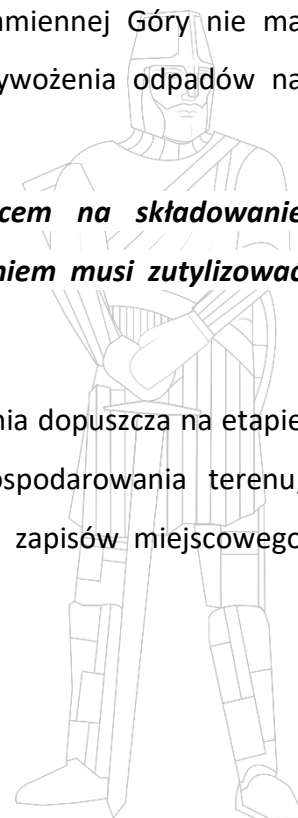 amiennej Góry nie ma
ywożenia odpadów na
cem na składowanie
niem musi zutylizować
nia dopuszcza na etapie
ospodarowania terenu,
zapisów miejscowego